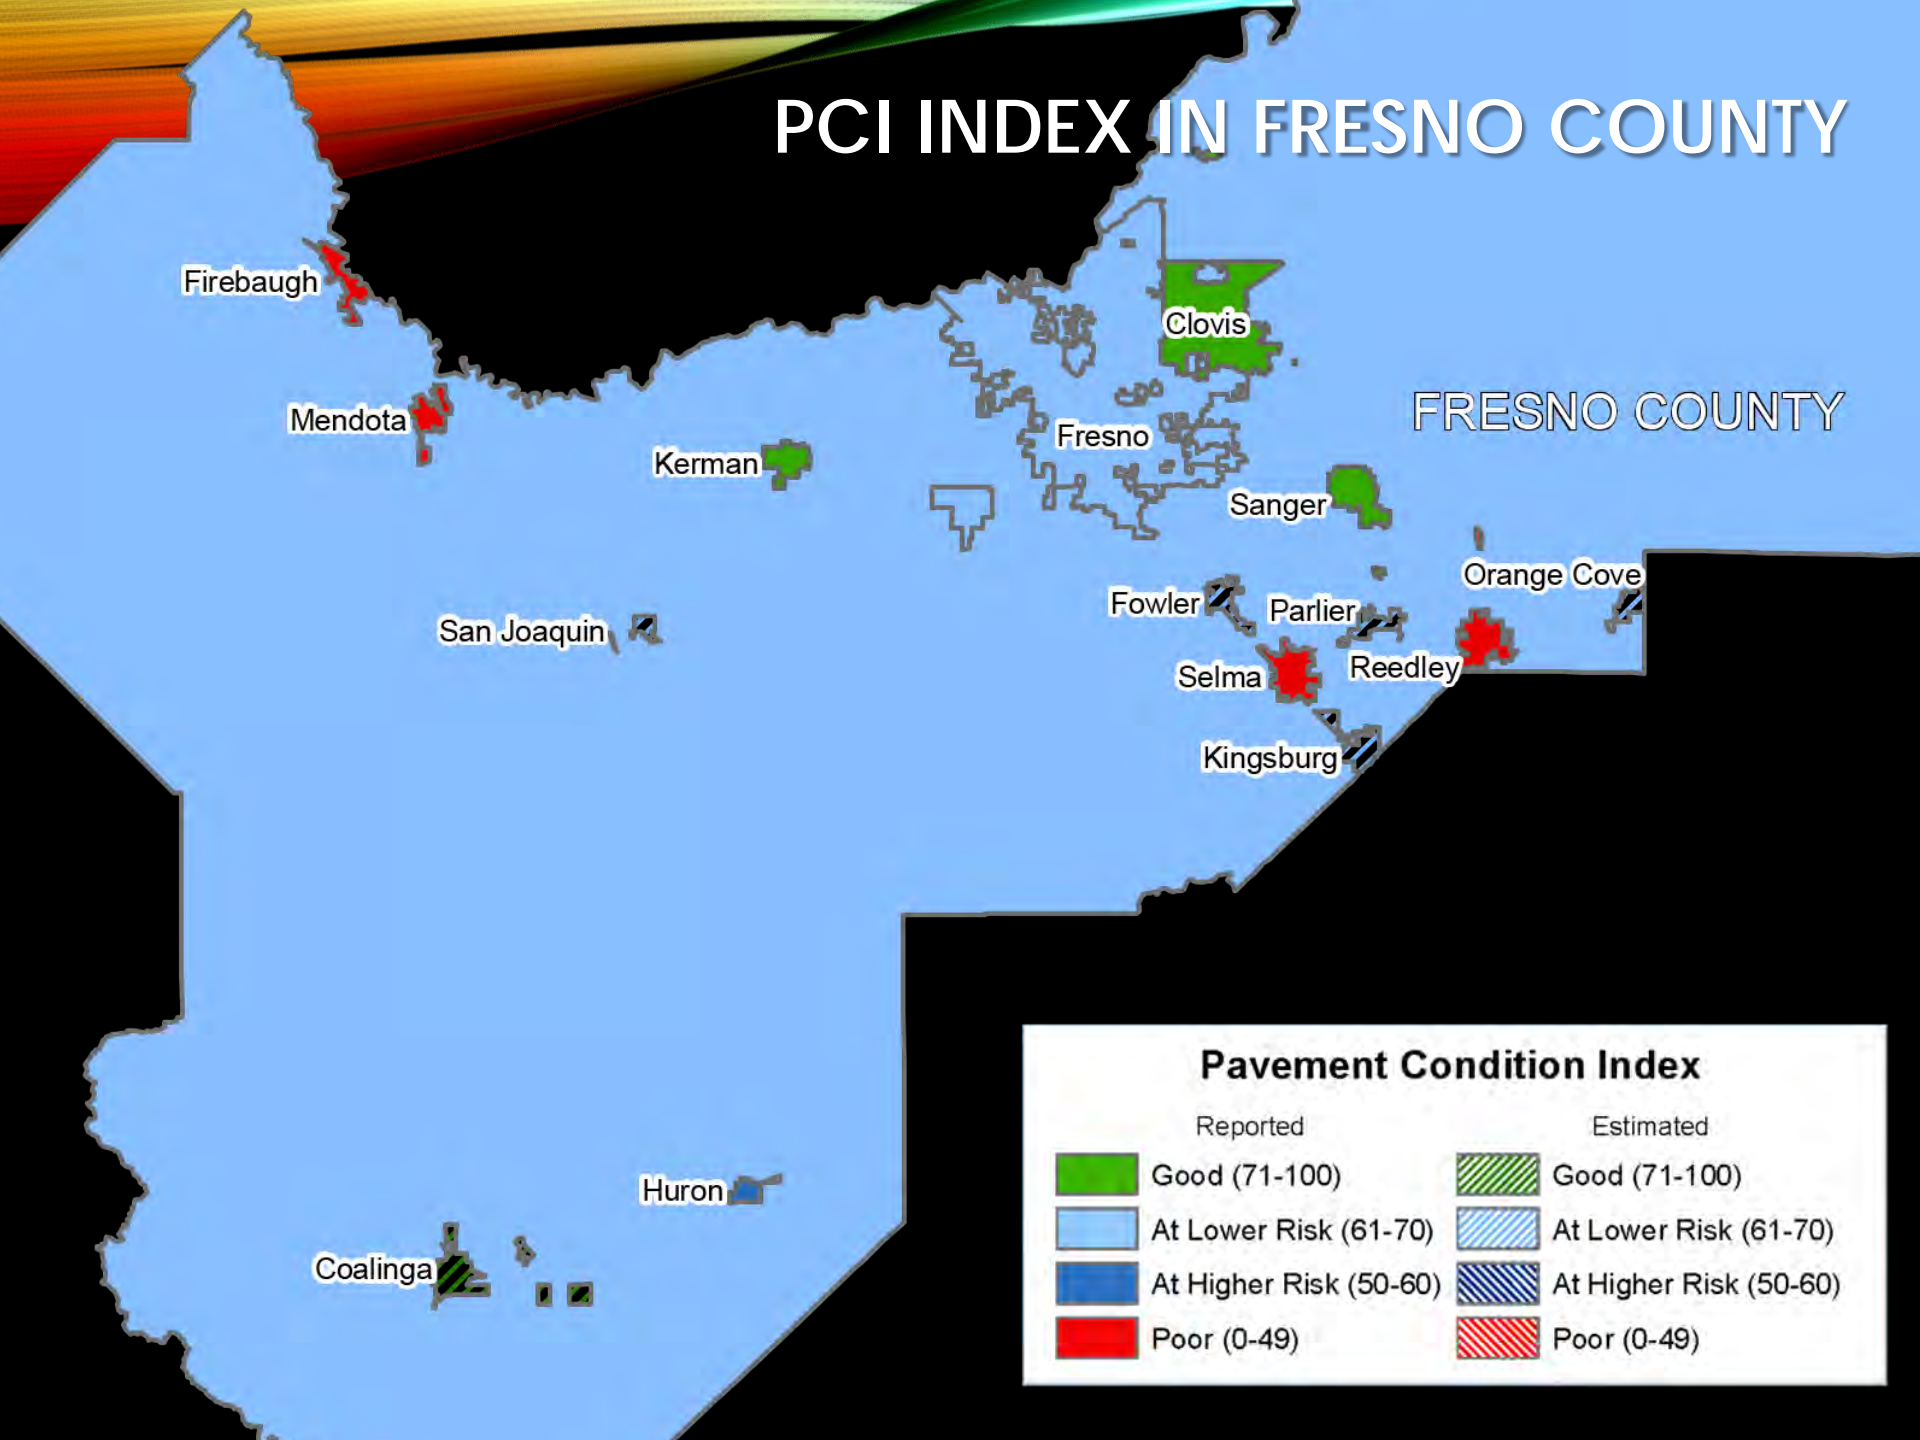 PCI INDEX IN FRESNO COUNTY
Firebaugh
Clovis
FRESNO COUNTY
Mendota
Fresno
Kerman
Sanger
Orange Cove
Fowler
Parlier
San Joaquin
Reedley
Selma
Kingsburg
Huron
Coalinga
Pavement Condition Index
Reported
Estimated
Good (71-100)
Good (71-100)
At Lower Risk (61-70)
At Lower Risk (61-70)
At Higher Risk (50-60)
At Higher Risk (50-60)
Poor (0-49)
Poor (0-49)